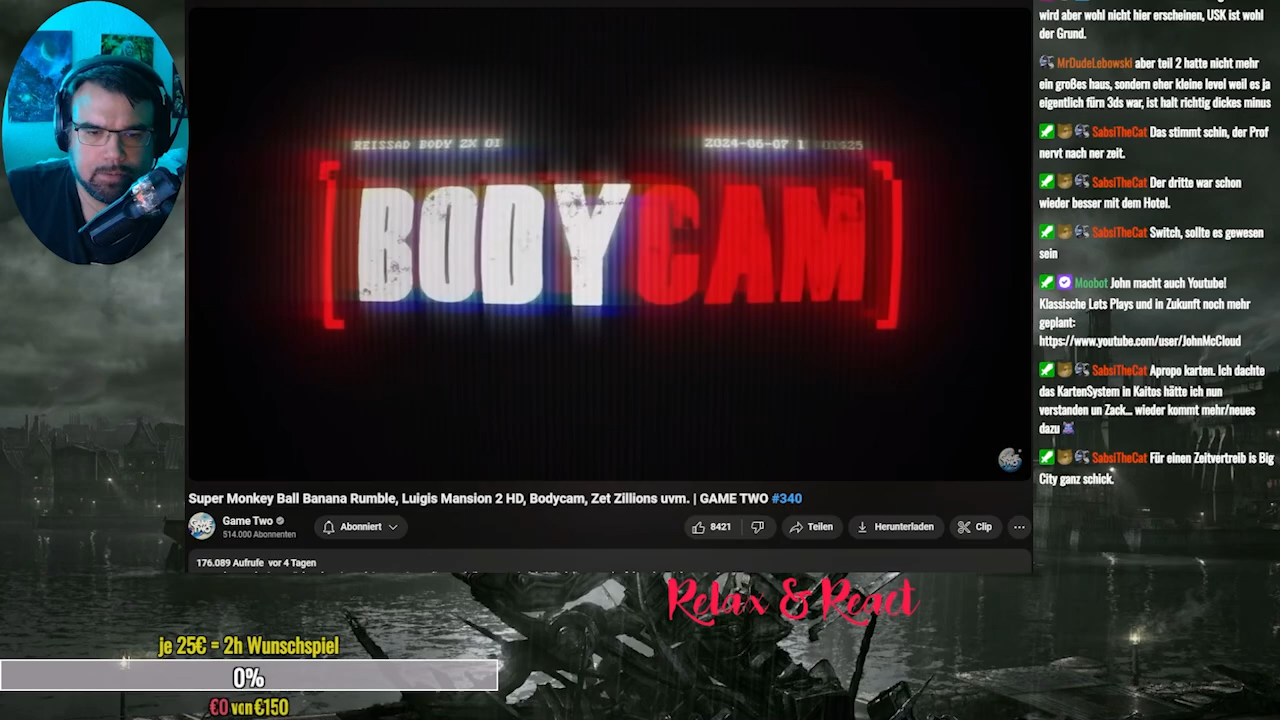 REISSAD BODY 2X 01
2024-06-07
BODYCAM
Super Monkey Ball Banana Rumble, Luigis Mansion 2 HD, Bodycam, Zet Zillions uvm. | GAME TWO #340
Game Two
514.000 Abonnenten
Abonniert
8421
Teilen
Herunterladen
Clip
176.089 Aufrufe vor 4 Tagen
Relax & React
je 25€ = 2h Wunschspiel
0%
€0 von €150
wird aber wohl nicht hier erscheinen, USK ist wohl
der Grund.
MrDudeLebowski aber teil 2 hatte nicht mehr
ein großes haus, sondern eher kleine level weil es ja
eigentlich fürn 3ds war, ist halt richtig dickes minus
SabsiTheCat Das stimmt schin, der Prof
nervt nach ner zeit.
SabsiTheCat Der dritte war schon
wieder besser mit dem Hotel.
SabsiTheCat Switch, sollte es gewesen
sein
Moobot John macht auch Youtube!
Klassische Lets Plays und in Zukunft noch mehr
geplant:
https://www.youtube.com/user/JohnMcCloud
SabsiTheCat Apropo karten. Ich dachte
das KartenSystem in Kaitos hätte ich nun
verstanden un Zack... wieder kommt mehr/neues
dazu
SabsiTheCat Für einen Zeitvertreib is Big
City ganz schick.